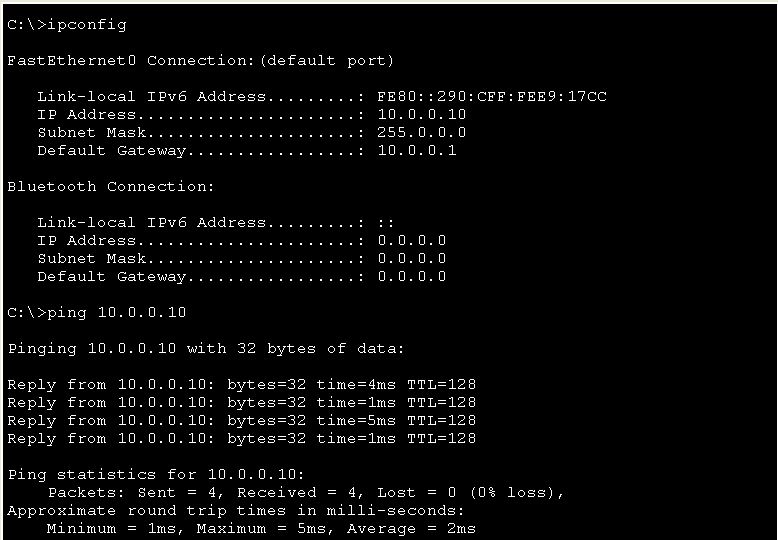 C:\>ipconfig
FastEthernet0 Connection:(default port)
Link-local IPv6 Address.........: FE80::290:CFF:FEE9:17CC
IP Address......................: 10.0.0.10
Subnet Mask.....................: 255.0.0.0
Default Gateway.................: 10.0.0.1
Bluetooth Connection:
Link-local IPv6 Address.........: ::
IP Address......................: 0.0.0.0
Subnet Mask.....................: 0.0.0.0
Default Gateway.................: 0.0.0.0
C:\>ping 10.0.0.10
Pinging 10.0.0.10 with 32 bytes of data:
Reply from 10.0.0.10: bytes=32 time=4ms TTL=128
Reply from 10.0.0.10: bytes=32 time=1ms TTL=128
Reply from 10.0.0.10: bytes=32 time=5ms TTL=128
Reply from 10.0.0.10: bytes=32 time=1ms TTL=128
Ping statistics for 10.0.0.10:
Packets: Sent = 4, Received = 4, Lost = 0 (0% loss),
Approximate round trip times in milli-seconds:
Minimum = 1ms, Maximum = 5ms, Average = 2ms